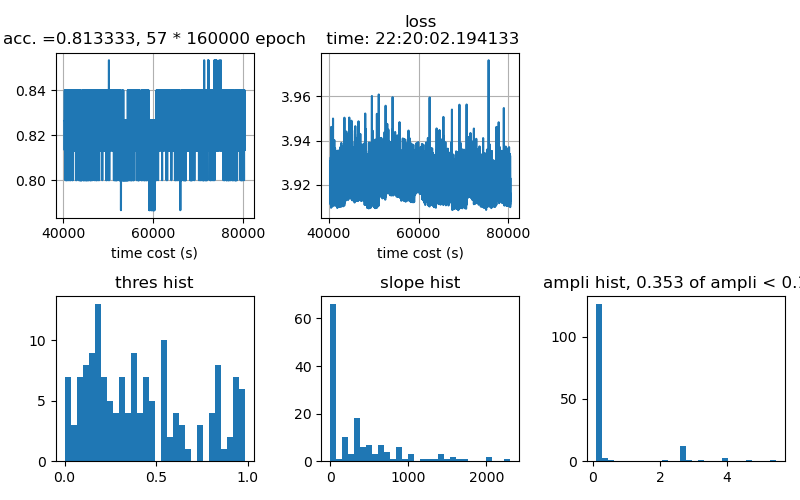 acc. =0.813333, 57 * 160000 epoch
loss
time: 22:20:02.194133
0.84
0.82
0.80
40000 60000 80000
time cost (s)
3.96
3.94
3.92
40000 60000 80000
time cost (s)
thres hist
10
5
0
0.0 0.5 1.0
slope hist
60
40
20
0
0 1000 2000
ampli hist, 0.353 of ampli < 0.
100
50
0
0 2 4